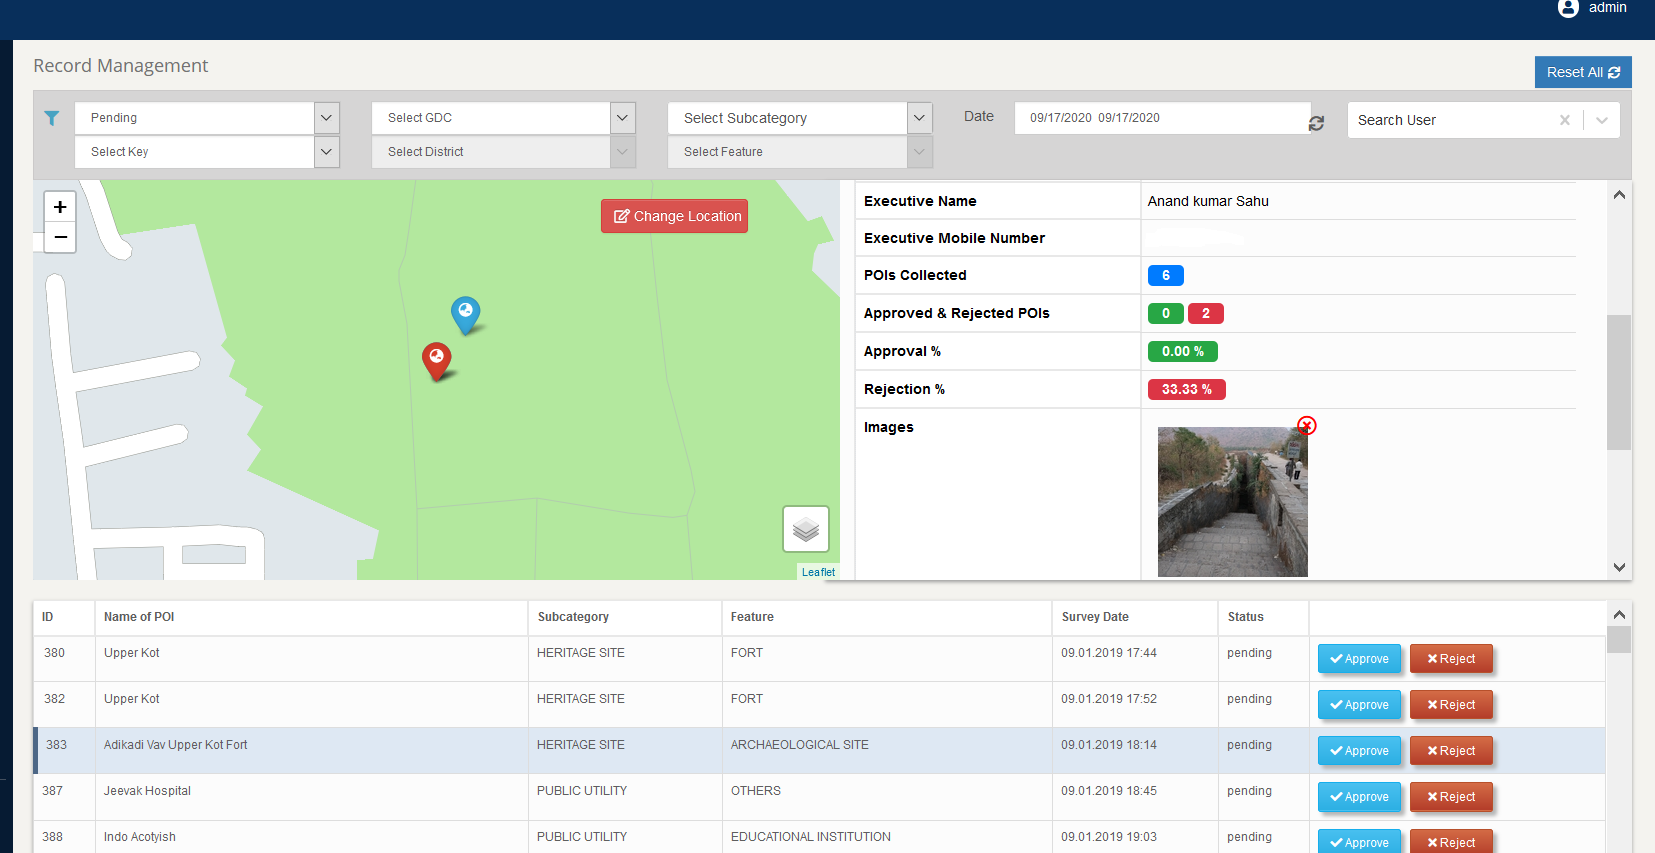 admin
Record Management
Reset All
Pending
Select GDC
Select Subcategory
Date
09/17/2020 09/17/2020
Search User
Select Key
Select District
Select Feature
+
−
Change Location
Leaflet
Executive Name Anand kumar Sahu
Executive Mobile Number
POIs Collected 6
Approved & Rejected POIs 0 2
Approval % 0.00 %
Rejection % 33.33 %
Images
ID Name of POI Subcategory Feature Survey Date Status
380 Upper Kot HERITAGE SITE FORT 09.01.2019 17:44 pending Approve Reject
382 Upper Kot HERITAGE SITE FORT 09.01.2019 17:52 pending Approve Reject
383 Adikadi Vav Upper Kot Fort HERITAGE SITE ARCHAEOLOGICAL SITE 09.01.2019 18:14 pending Approve Reject
387 Jeevak Hospital PUBLIC UTILITY OTHERS 09.01.2019 18:45 pending Approve Reject
388 Indo Acotyish PUBLIC UTILITY EDUCATIONAL INSTITUTION 09.01.2019 19:03 pending Approve Reject